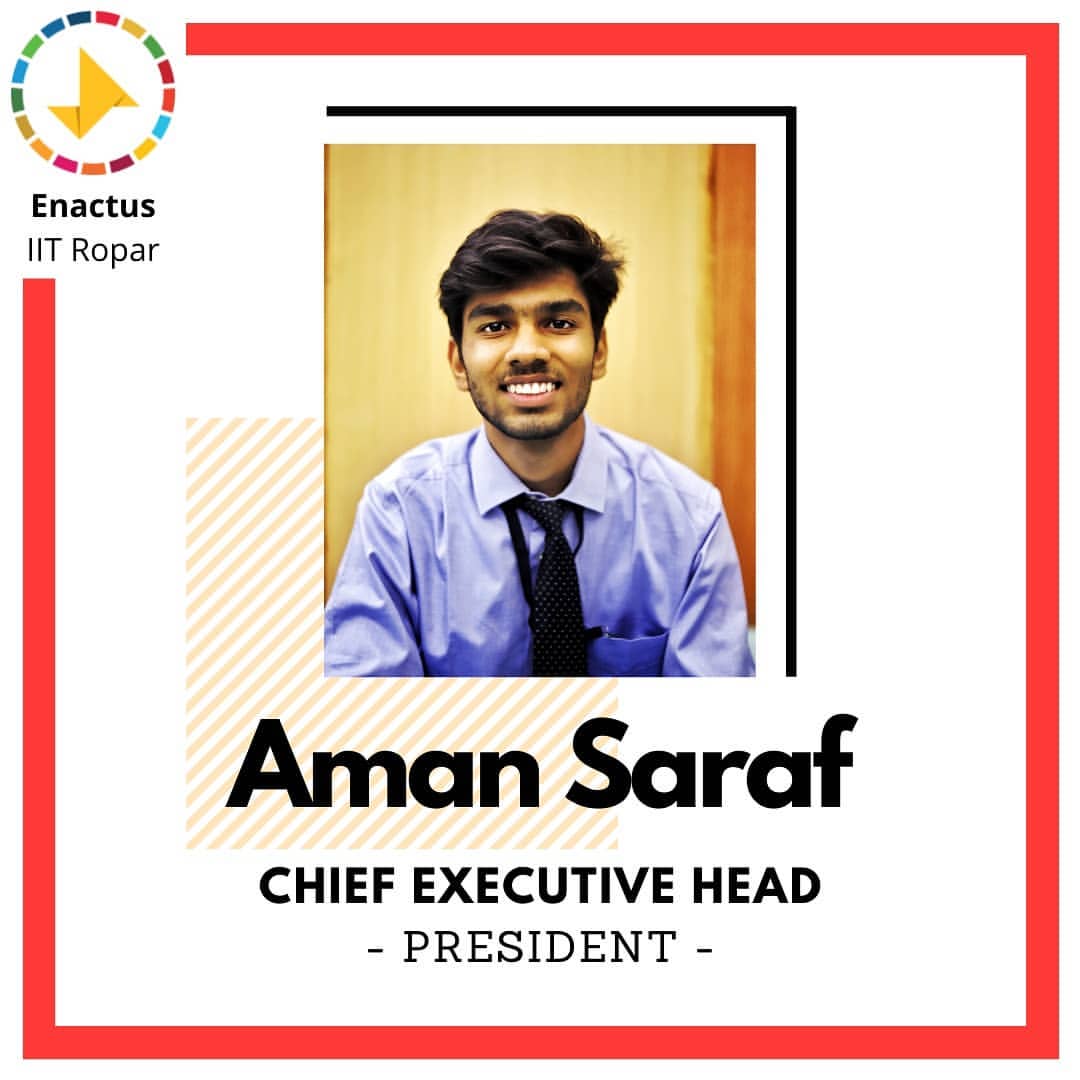 Enactus
IIT Ropar
Aman Saraf
CHIEF EXECUTIVE HEAD
- PRESIDENT -